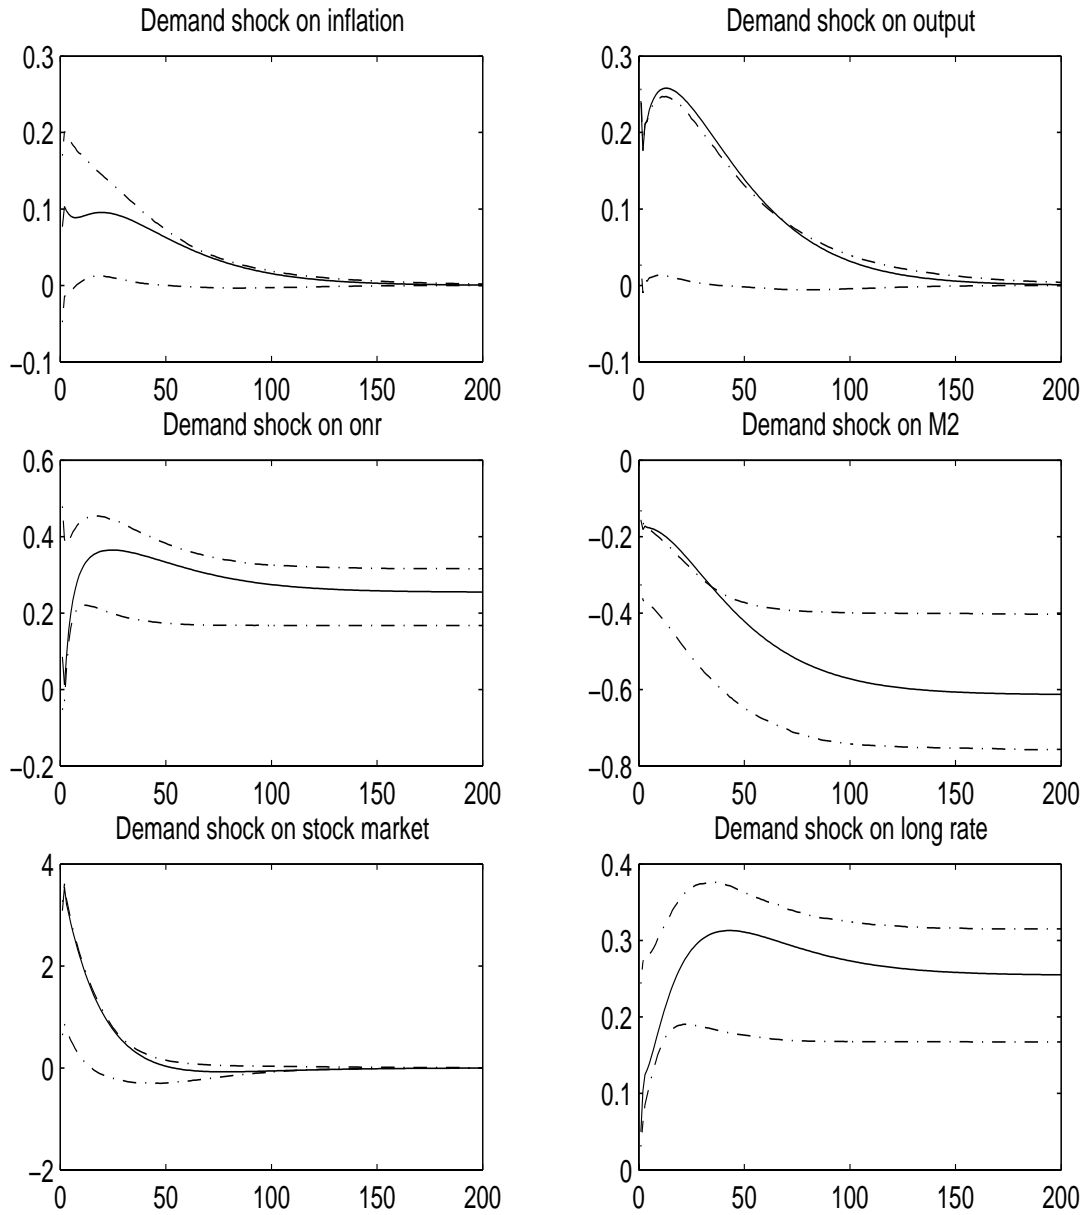 Demand shock on inflation
0.3
0.2
0.1
0
−0.1
0 50 100 150 200
Demand shock on output
0.3
0.2
0.1
0
−0.1
0 50 100 150 200
Demand shock on onr
0.6
0.4
0.2
0
−0.2
0 50 100 150 200
Demand shock on M2
0
−0.2
−0.4
−0.6
−0.8
0 50 100 150 200
Demand shock on stock market
4
2
0
−2
0 50 100 150 200
Demand shock on long rate
0.4
0.3
0.2
0.1
0
0 50 100 150 200